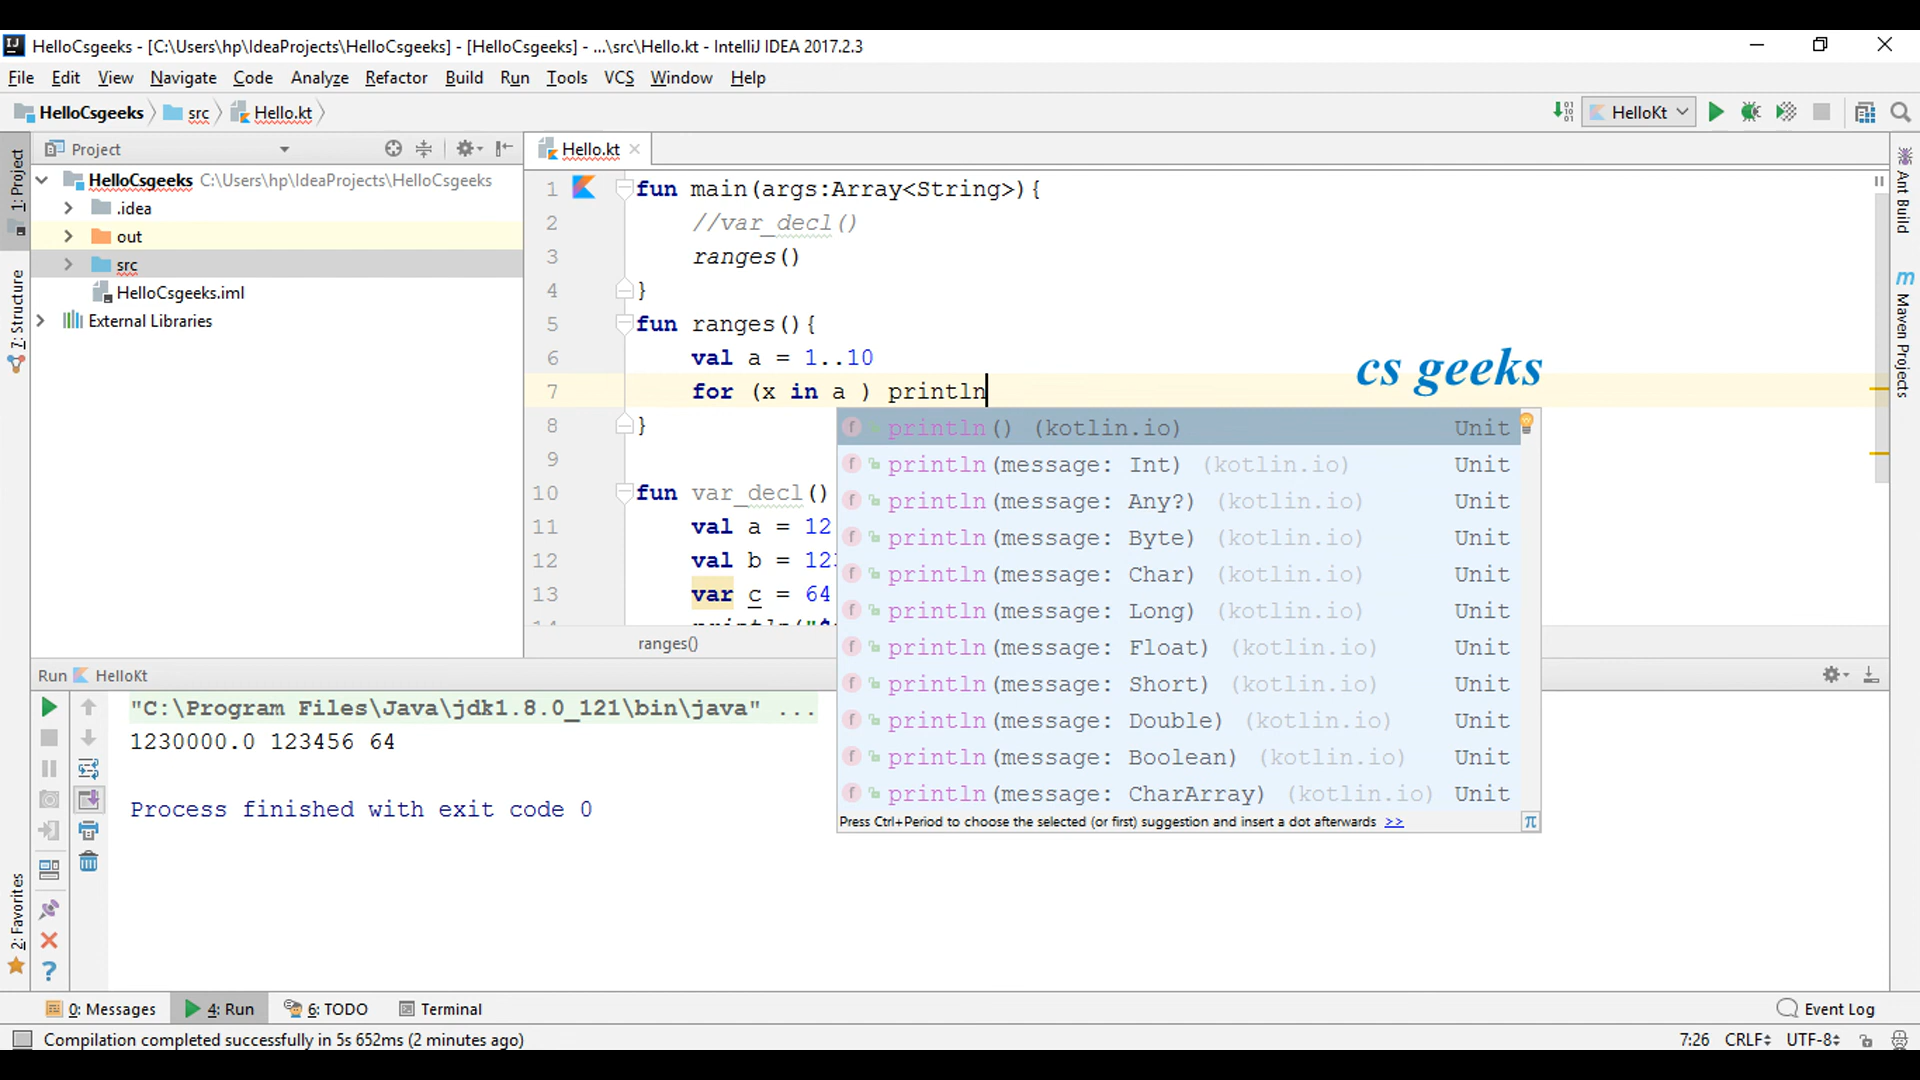 HelloCsgeeks - [C:\Users\hp\IdeaProjects\HelloCsgeeks] - [HelloCsgeeks] - ...\src\Hello.kt - IntelliJ IDEA 2017.2.3
File Edit View Navigate Code Analyze Refactor Build Run Tools VCS Window Help
HelloCsgeeks src Hello.kt HelloKt
Project
Hello.kt
1: Project
7: Structure
2: Favorites
HelloCsgeeks C:\Users\hp\IdeaProjects\HelloCsgeeks
.idea
out
src
HelloCsgeeks.iml
External Libraries
1 fun main(args:Array<String>){
2 //var_decl()
3 ranges()
4 }
5 fun ranges(){
6 val a = 1..10
7 for (x in a ) println
8 }
9
10 fun var_decl()
11 val a = 12
12 val b = 12
13 var c = 64
cs geeks
println() (kotlin.io) Unit
println(message: Int) (kotlin.io) Unit
println(message: Any?) (kotlin.io) Unit
println(message: Byte) (kotlin.io) Unit
println(message: Char) (kotlin.io) Unit
println(message: Long) (kotlin.io) Unit
println(message: Float) (kotlin.io) Unit
println(message: Short) (kotlin.io) Unit
println(message: Double) (kotlin.io) Unit
println(message: Boolean) (kotlin.io) Unit
println(message: CharArray) (kotlin.io) Unit
Press Ctrl+Period to choose the selected (or first) suggestion and insert a dot afterwards >>
π
ranges()
Ant Build
Maven Projects
Run HelloKt
"C:\Program Files\Java\jdk1.8.0_121\bin\java" ...
1230000.0 123456 64
Process finished with exit code 0
0: Messages 4: Run 6: TODO Terminal Event Log
Compilation completed successfully in 5s 652ms (2 minutes ago) 7:26 CRLF UTF-8